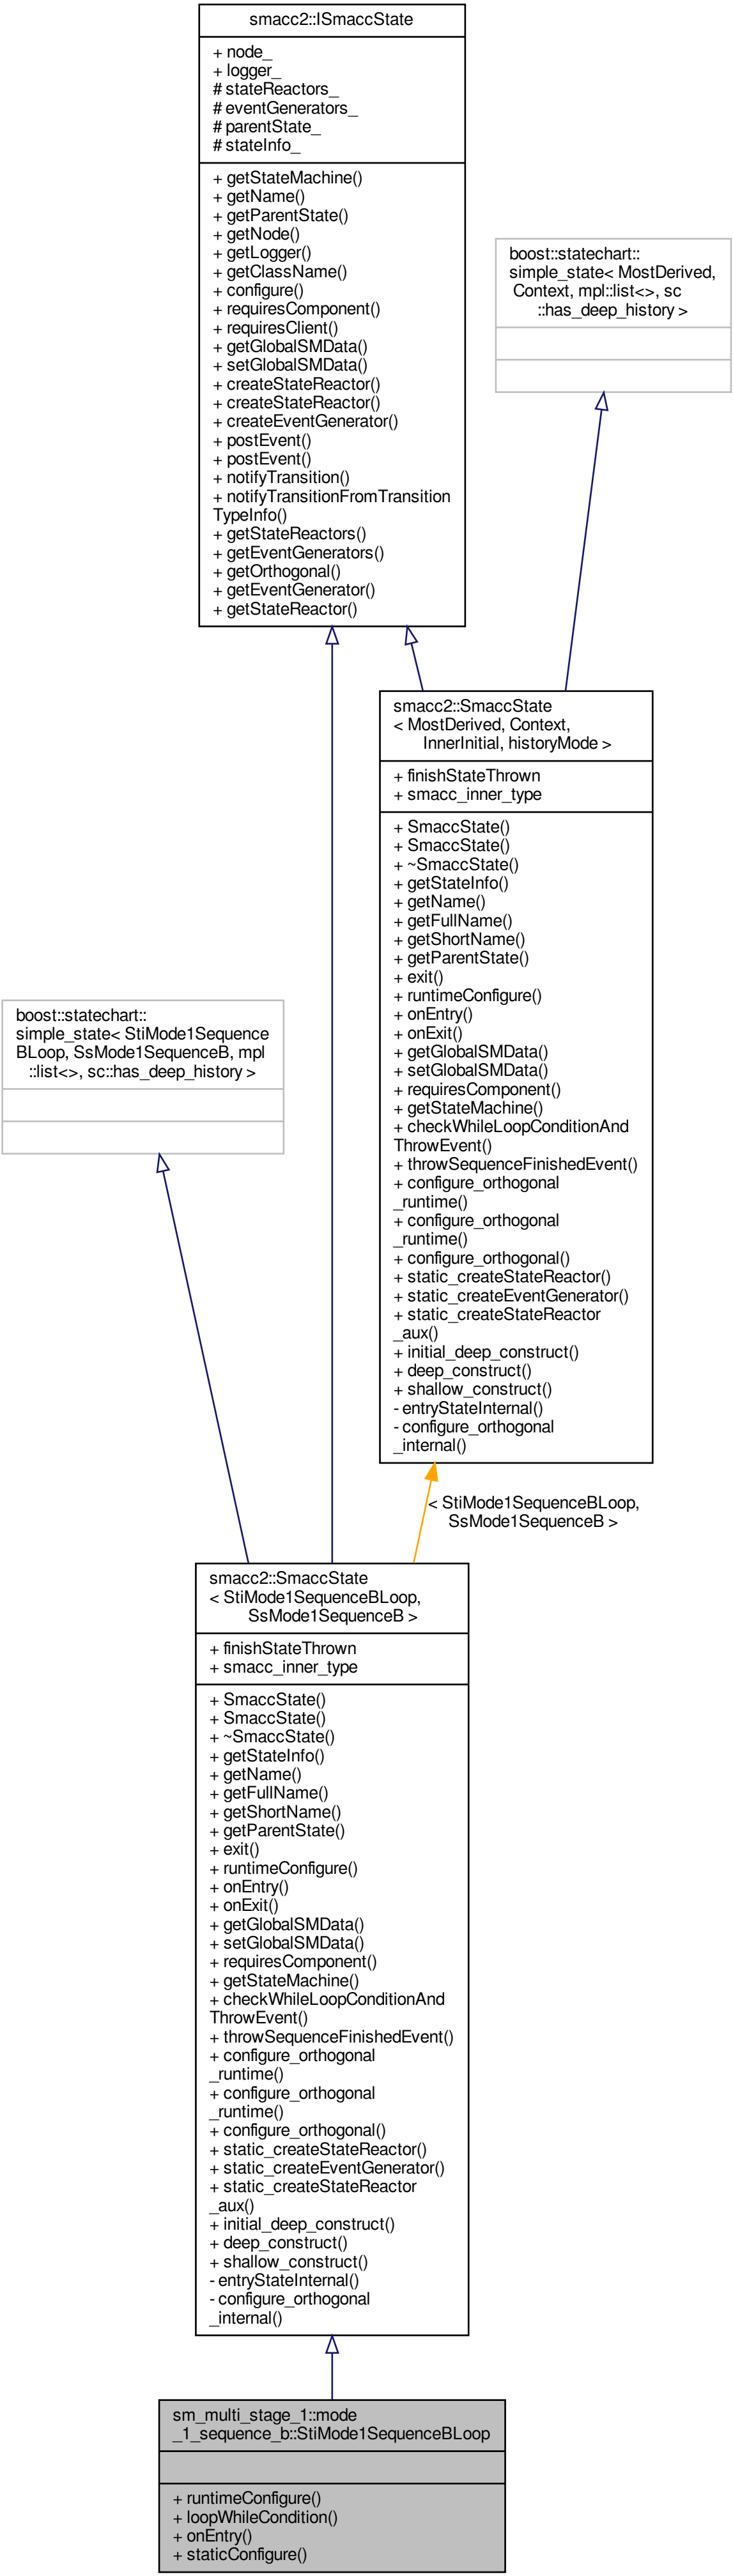 smacc2::ISmaccState
+ node_
+ logger_
# stateReactors_
# eventGenerators_
# parentState_
# stateInfo_
+ getStateMachine()
+ getName()
+ getParentState()
+ getNode()
+ getLogger()
+ getClassName()
+ configure()
+ requiresComponent()
+ requiresClient()
+ getGlobalSMData()
+ setGlobalSMData()
+ createStateReactor()
+ createStateReactor()
+ createEventGenerator()
+ postEvent()
+ postEvent()
+ notifyTransition()
+ notifyTransitionFromTransition
TypeInfo()
+ getStateReactors()
+ getEventGenerators()
+ getOrthogonal()
+ getEventGenerator()
+ getStateReactor()
boost::statechart::
simple_state< MostDerived,
Context, mpl::list<>, sc
::has_deep_history >
smacc2::SmaccState
< MostDerived, Context,
InnerInitial, historyMode >
+ finishStateThrown
+ smacc_inner_type
+ SmaccState()
+ SmaccState()
+ ~SmaccState()
+ getStateInfo()
+ getName()
+ getFullName()
+ getShortName()
+ getParentState()
+ exit()
+ runtimeConfigure()
+ onEntry()
+ onExit()
+ getGlobalSMData()
+ setGlobalSMData()
+ requiresComponent()
+ getStateMachine()
+ checkWhileLoopConditionAnd
ThrowEvent()
+ throwSequenceFinishedEvent()
+ configure_orthogonal
_runtime()
+ configure_orthogonal
_runtime()
+ configure_orthogonal()
+ static_createStateReactor()
+ static_createEventGenerator()
+ static_createStateReactor
_aux()
+ initial_deep_construct()
+ deep_construct()
+ shallow_construct()
- entryStateInternal()
- configure_orthogonal
_internal()
boost::statechart::
simple_state< StiMode1Sequence
BLoop, SsMode1SequenceB, mpl
::list<>, sc::has_deep_history >
< StiMode1SequenceBLoop,
SsMode1SequenceB >
smacc2::SmaccState
< StiMode1SequenceBLoop,
SsMode1SequenceB >
+ finishStateThrown
+ smacc_inner_type
+ SmaccState()
+ SmaccState()
+ ~SmaccState()
+ getStateInfo()
+ getName()
+ getFullName()
+ getShortName()
+ getParentState()
+ exit()
+ runtimeConfigure()
+ onEntry()
+ onExit()
+ getGlobalSMData()
+ setGlobalSMData()
+ requiresComponent()
+ getStateMachine()
+ checkWhileLoopConditionAnd
ThrowEvent()
+ throwSequenceFinishedEvent()
+ configure_orthogonal
_runtime()
+ configure_orthogonal
_runtime()
+ configure_orthogonal()
+ static_createStateReactor()
+ static_createEventGenerator()
+ static_createStateReactor
_aux()
+ initial_deep_construct()
+ deep_construct()
+ shallow_construct()
- entryStateInternal()
- configure_orthogonal
_internal()
sm_multi_stage_1::mode
_1_sequence_b::StiMode1SequenceBLoop
+ runtimeConfigure()
+ loopWhileCondition()
+ onEntry()
+ staticConfigure()